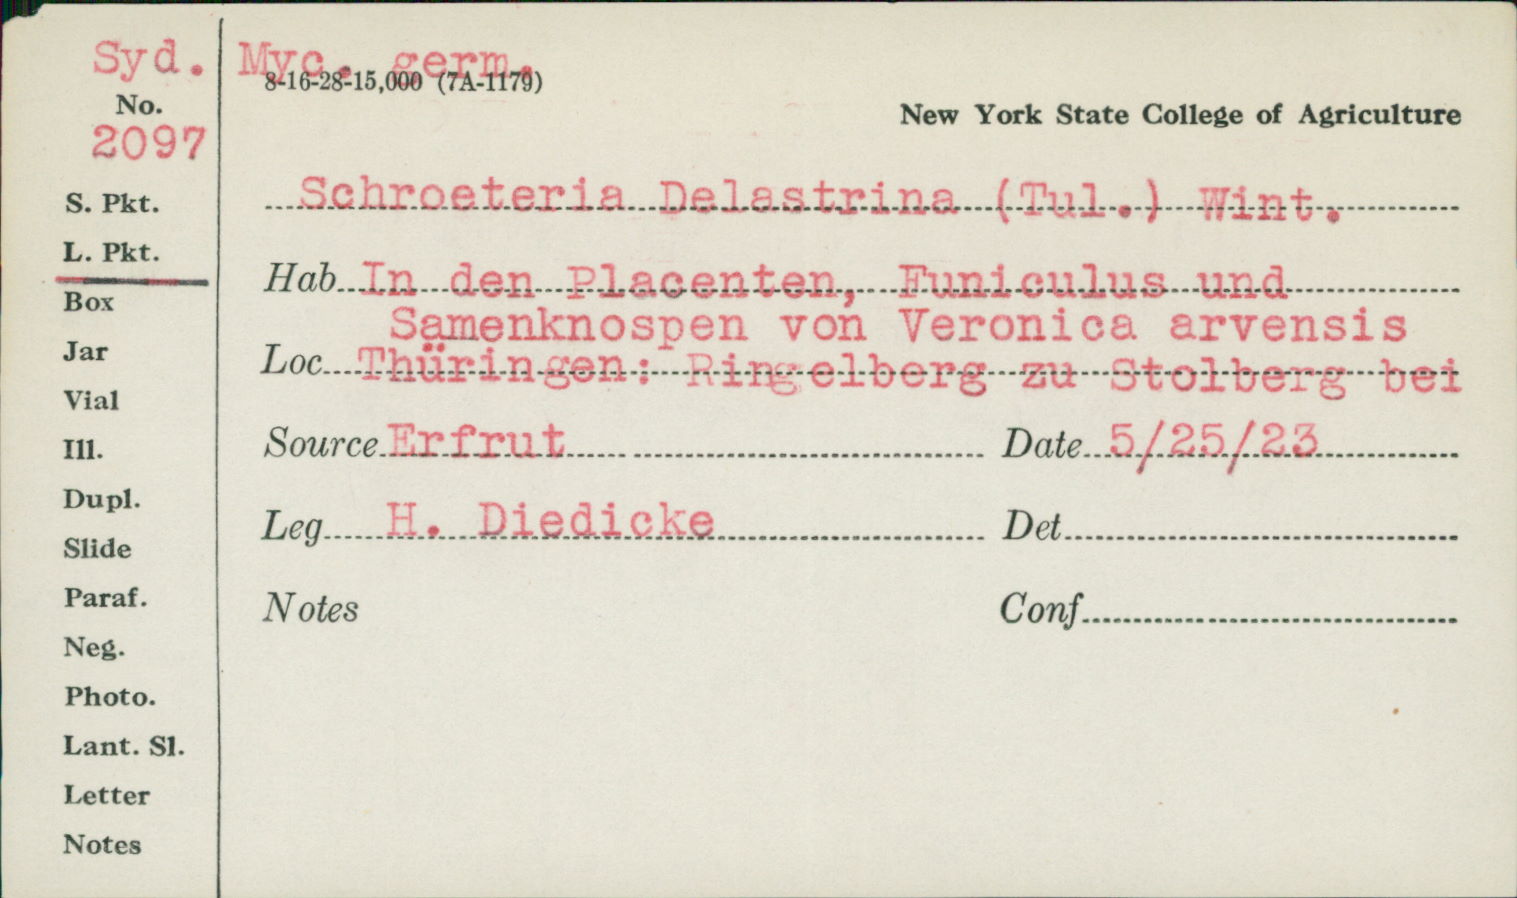 Syd. Myc. germ.
8-16-28-15,000 (7A-1179)
No.
2097
New York State College of Agriculture
S. Pkt.
Schroeteria Delastrina (Tul.) Wint.
L. Pkt.
Hab In den Placenten, Funiculus und
Box
Samenknospen von Veronica arvensis
Jar
Loc Thüringen: Ringelberg zu Stolberg bei
Vial
Ill.
Source Erfrut Date 5/25/23
Dupl.
Slide
Leg H. Diedicke Det
Paraf.
Notes Conf
Neg.
Photo.
Lant. Sl.
Letter
Notes